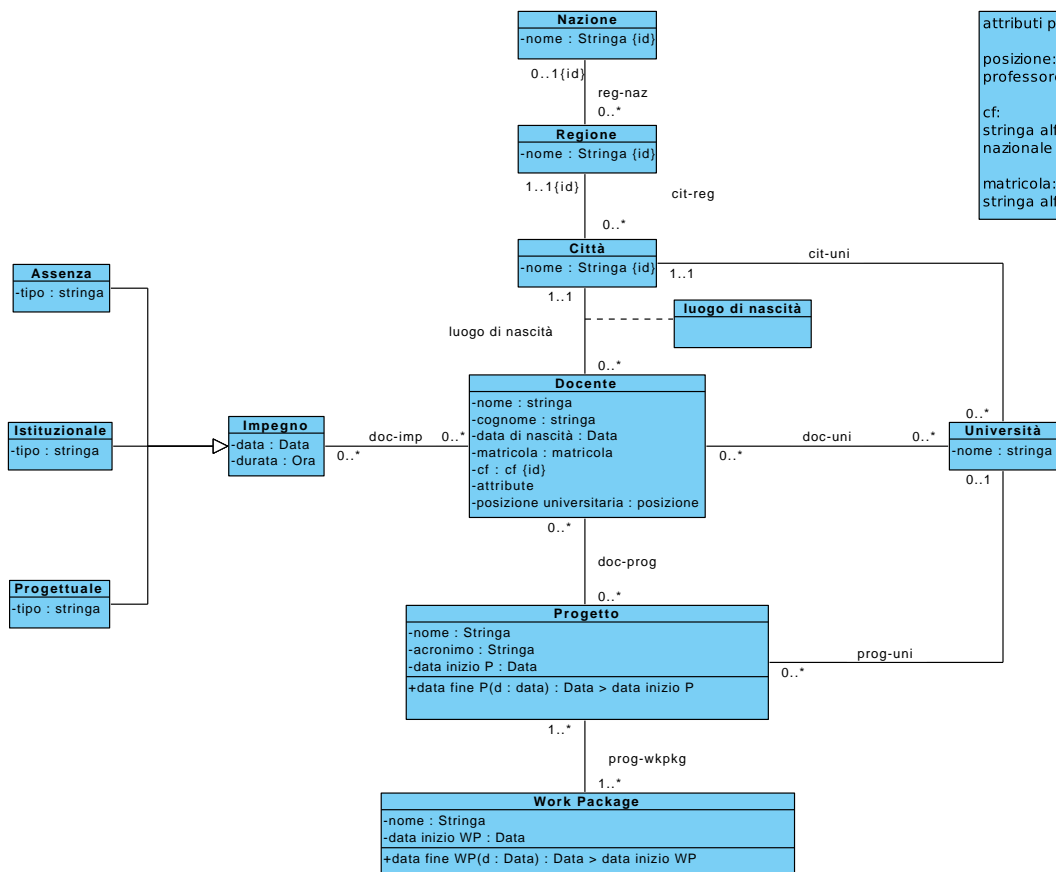 Nazione
-nome : Stringa {id}
0..1{id}
reg-naz
0..*
Regione
-nome : Stringa {id}
1..1{id}
cit-reg
0..*
Città
-nome : Stringa {id}
1..1
1..1
cit-uni
luogo di nascità
luogo di nascità
0..*
attributi
posizione:
cf:
stringa
nazionale
matricola:
stringa
Assenza
-tipo : stringa
Istituzionale
-tipo : stringa
Progettuale
-tipo : stringa
Impegno
-data : Data
-durata : Ora
doc-imp
0..*
0..*
Docente
-nome : stringa
-cognome : stringa
-data di nascità : Data
-matricola : matricola
-cf : cf {id}
-attribute
-posizione universitaria : posizione
doc-uni
0..*
0..*
0..*
Università
-nome : stringa
0..1
0..*
doc-prog
0..*
Progetto
-nome : Stringa
-acronimo : Stringa
-data inizio P : Data
+data fine P(d : data) : Data > data inizio P
prog-uni
0..*
1..*
prog-wkpkg
1..*
Work Package
-nome : Stringa
-data inizio WP : Data
+data fine WP(d : Data) : Data > data inizio WP